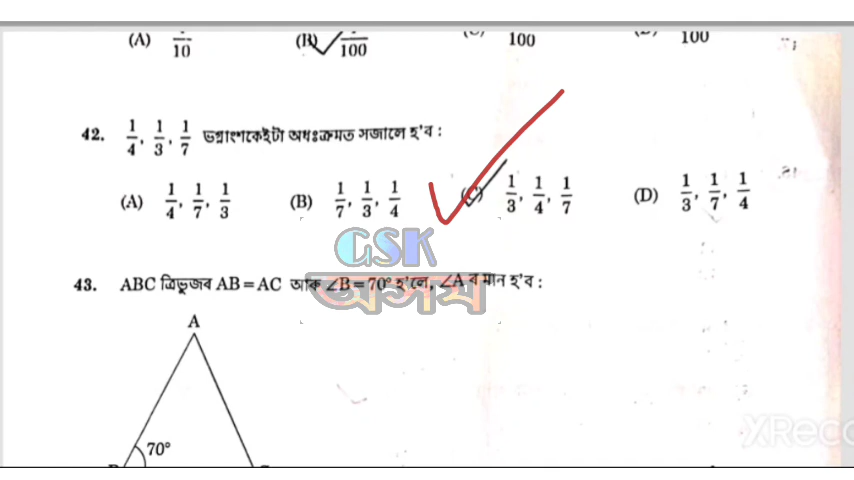 (A) 10 (B) 100 100 100
42. 1/4, 1/3, 1/7 ভগ্নাংশকেইটা অধঃক্ৰমত সজালে হ'ব :
(A) 1/4, 1/7, 1/3 (B) 1/7, 1/3, 1/4 (C) 1/3, 1/4, 1/7 (D) 1/3, 1/7, 1/4
GSK
অসম
43. ABC ত্ৰিভুজৰ AB = AC আৰু ∠B = 70° হ'লে, ∠A ৰ মান হ'ব :
A
70°
XReco